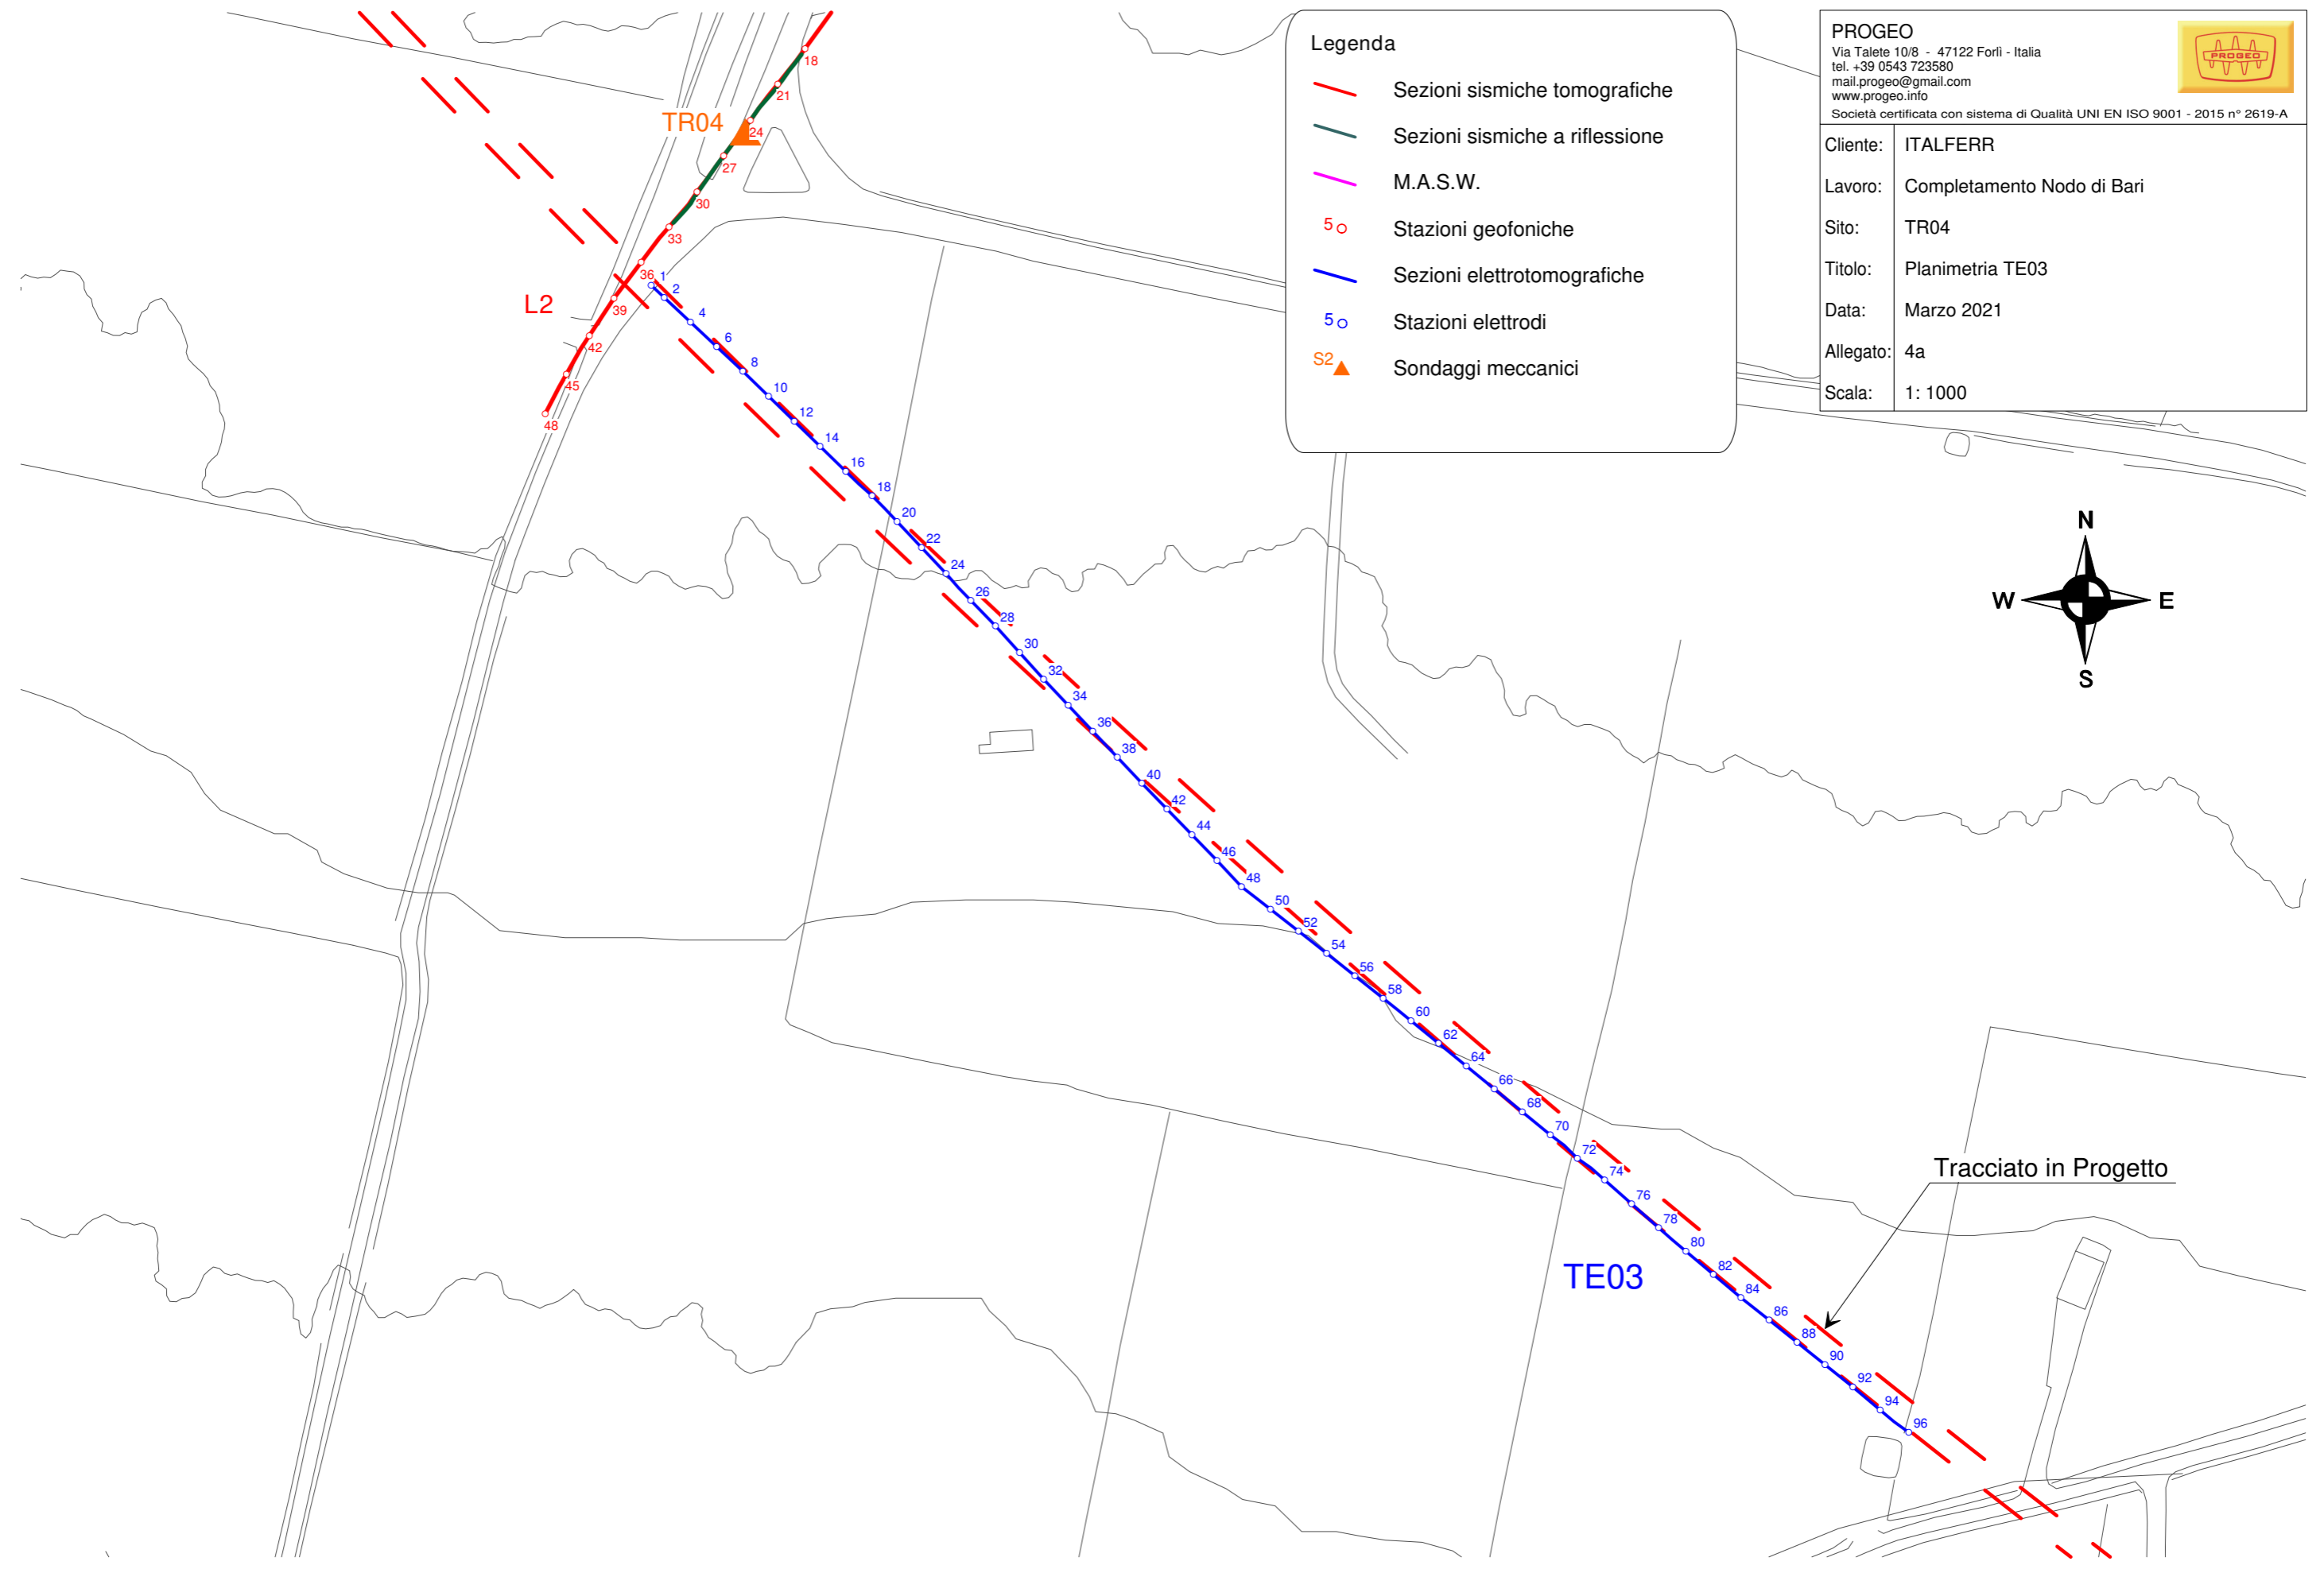 Legenda
Sezioni sismiche tomografiche
Sezioni sismiche a riflessione
M.A.S.W.
5 Stazioni geofoniche
Sezioni elettrotomografiche
5 Stazioni elettrodi
S2 Sondaggi meccanici
PROGEO
Via Talete 10/8 - 47122 Forlì - Italia
tel. +39 0543 723580
mail.progeo@gmail.com
www.progeo.info
Società certificata con sistema di Qualità UNI EN ISO 9001 - 2015 n° 2619-A
PROGEO
Cliente: ITALFERR
Lavoro: Completamento Nodo di Bari
Sito: TR04
Titolo: Planimetria TE03
Data: Marzo 2021
Allegato: 4a
Scala: 1: 1000
18
21
TR04
24
27
30
33
36
L2
39
42
45
48
1
2
4
6
8
10
12
14
16
18
20
22
24
26
28
30
32
34
36
38
40
42
44
46
48
50
52
54
56
58
60
62
64
66
68
70
72
74
76
78
80
82
84
86
88
90
92
94
96
N
W
E
S
Tracciato in Progetto
TE03